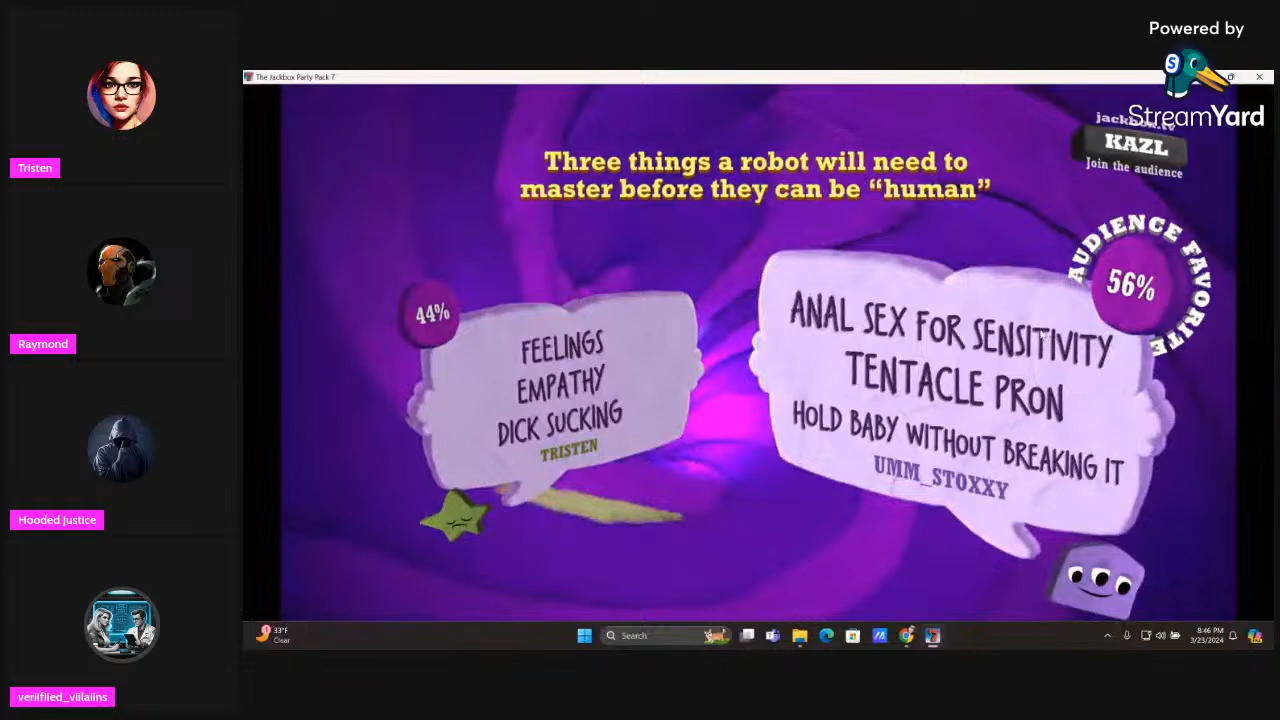 Powered by
StreamYard
The Jackbox Party Pack 7
jackbox.tv
KAZL
Join the audience
Three things a robot will need to
master before they can be “human”
AUDIENCE FAVORITE
56%
44%
FEELINGS
EMPATHY
DICK SUCKING
TRISTEN
ANAL SEX FOR SENSITIVITY
TENTACLE PRON
HOLD BABY WITHOUT BREAKING IT
UMM_STOXXY
Tristen
Raymond
Hooded Justice
veriifiied_viilaiins
33°F
Clear
Search
8:46 PM
3/23/2024